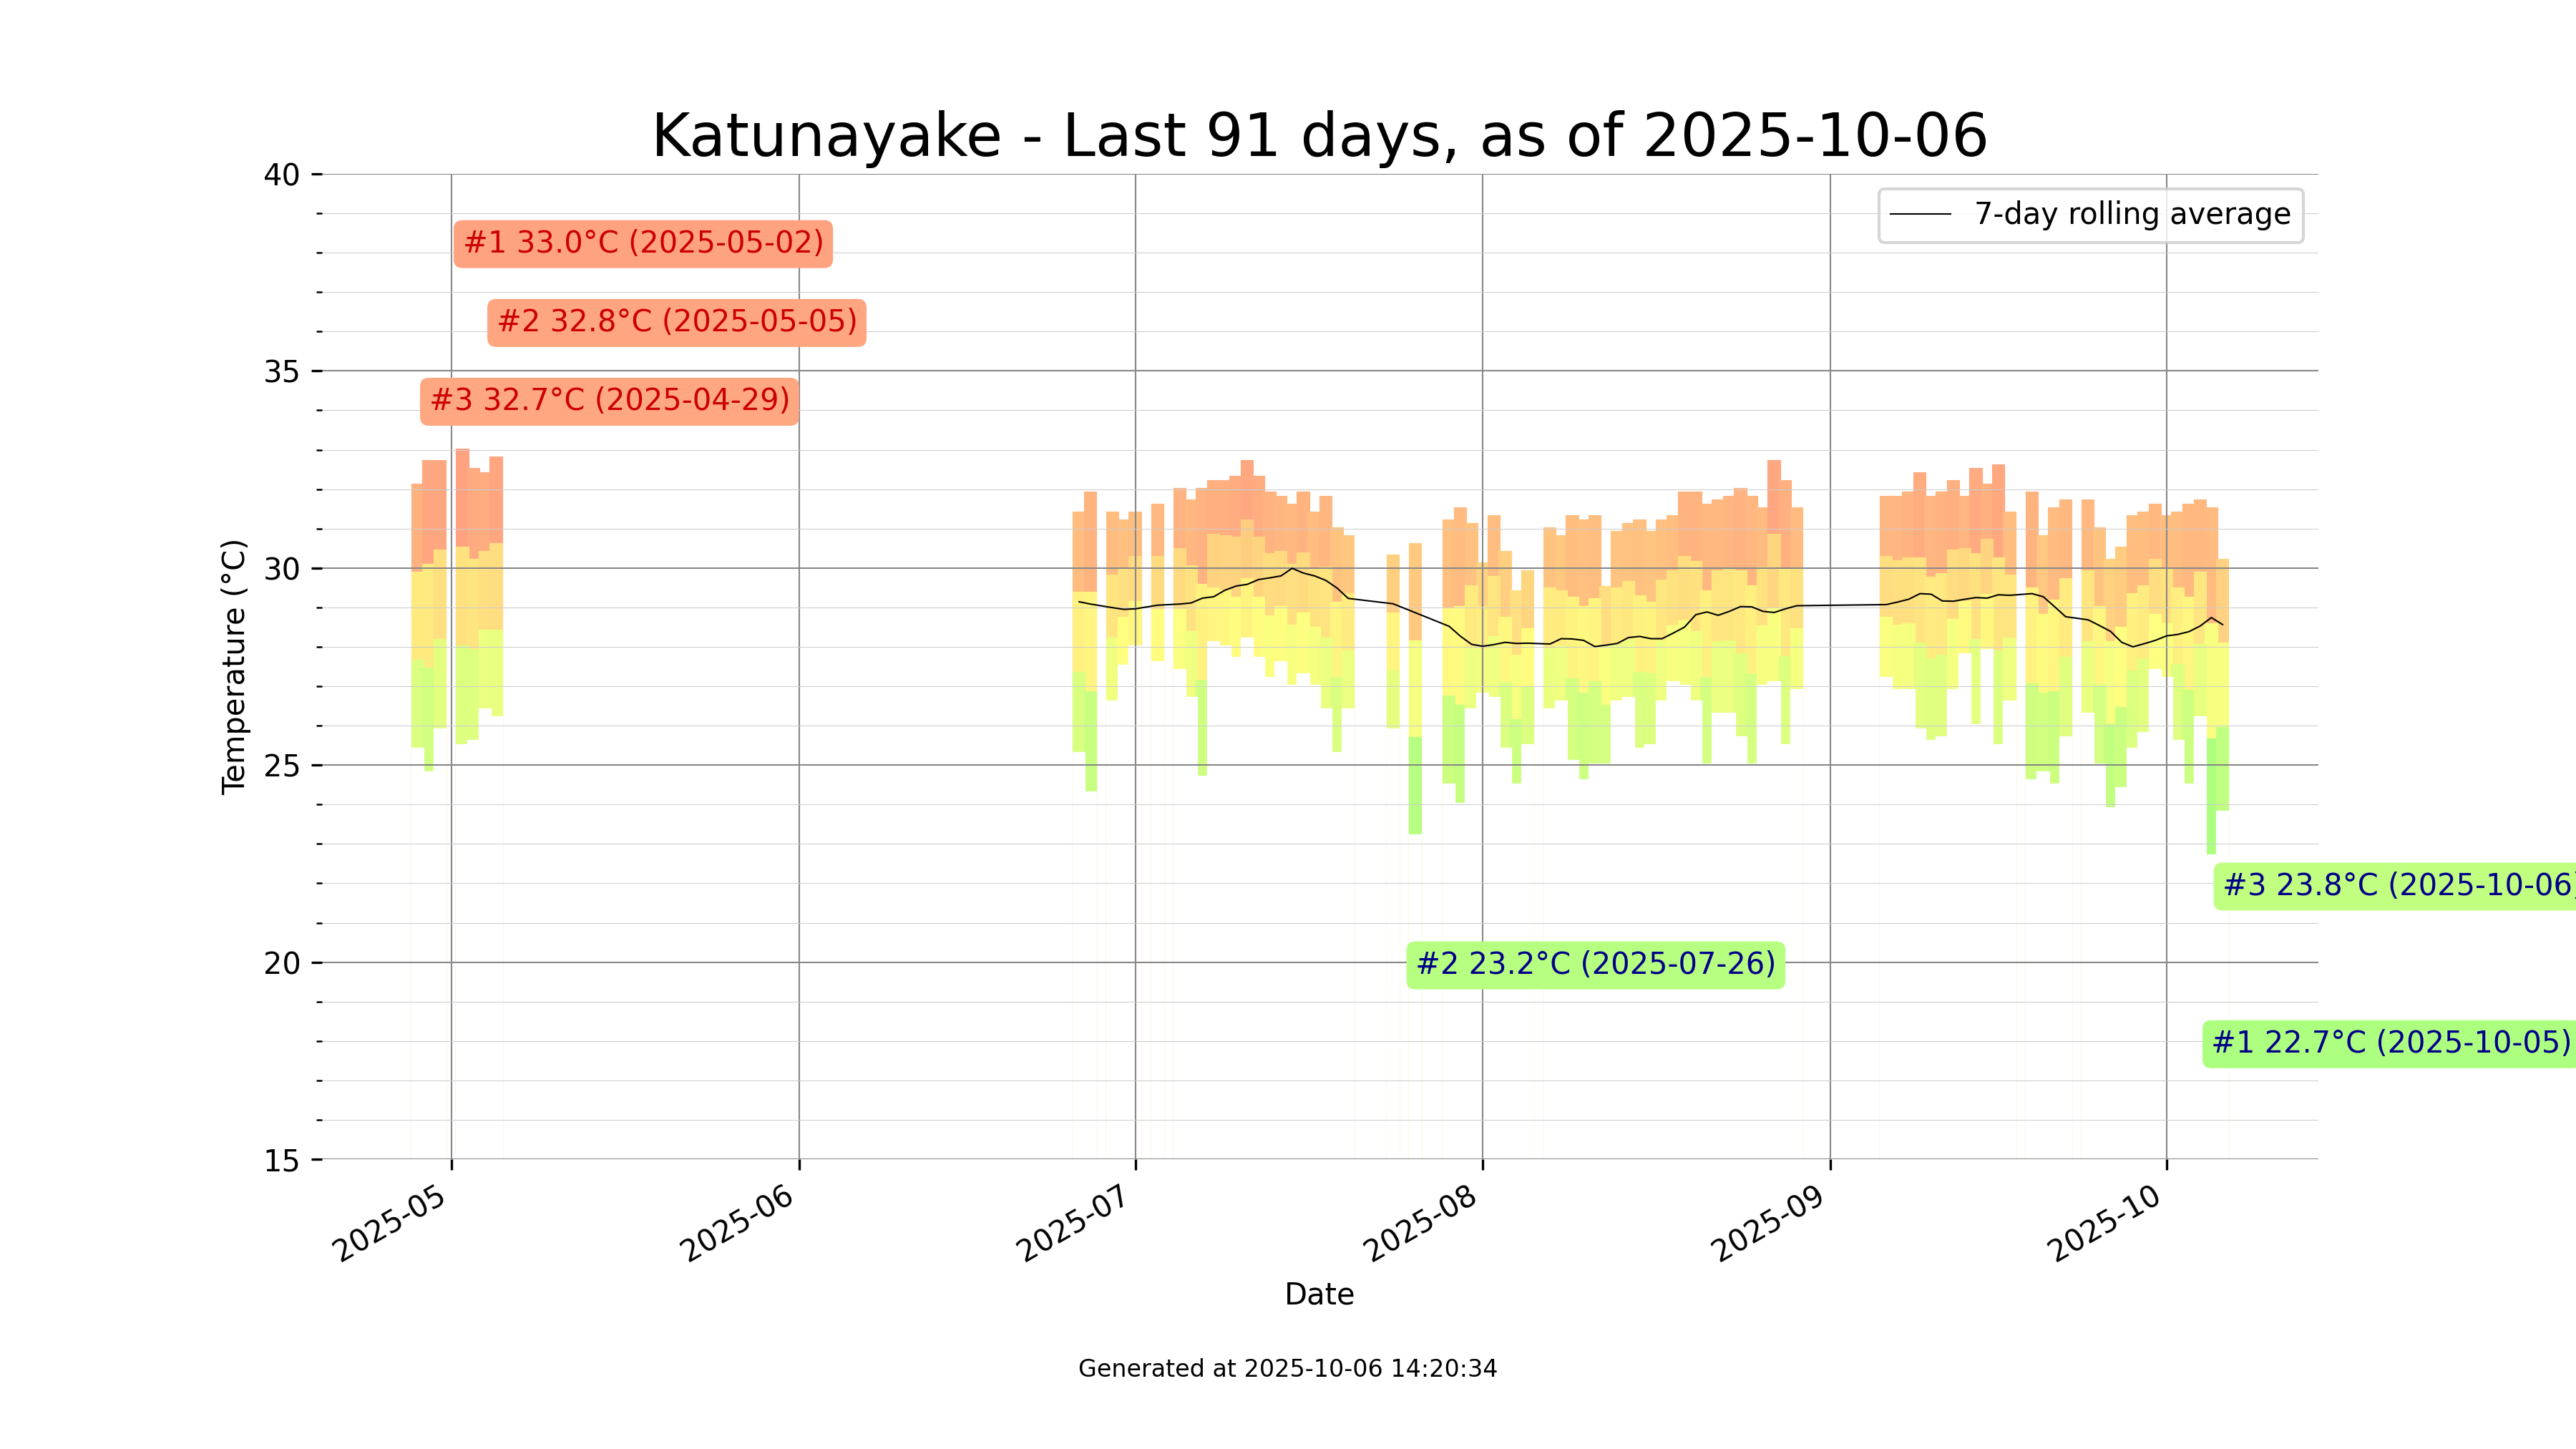 Katunayake - Last 91 days, as of 2025-10-06
7-day rolling average
#1 33.0°C (2025-05-02)
#2 32.8°C (2025-05-05)
#3 32.7°C (2025-04-29)
#3 23.8°C (2025-10-06)
#2 23.2°C (2025-07-26)
#1 22.7°C (2025-10-05)
Temperature (°C)
40
35
30
25
20
15
2025-05
2025-06
2025-07
2025-08
2025-09
2025-10
Date
Generated at 2025-10-06 14:20:34